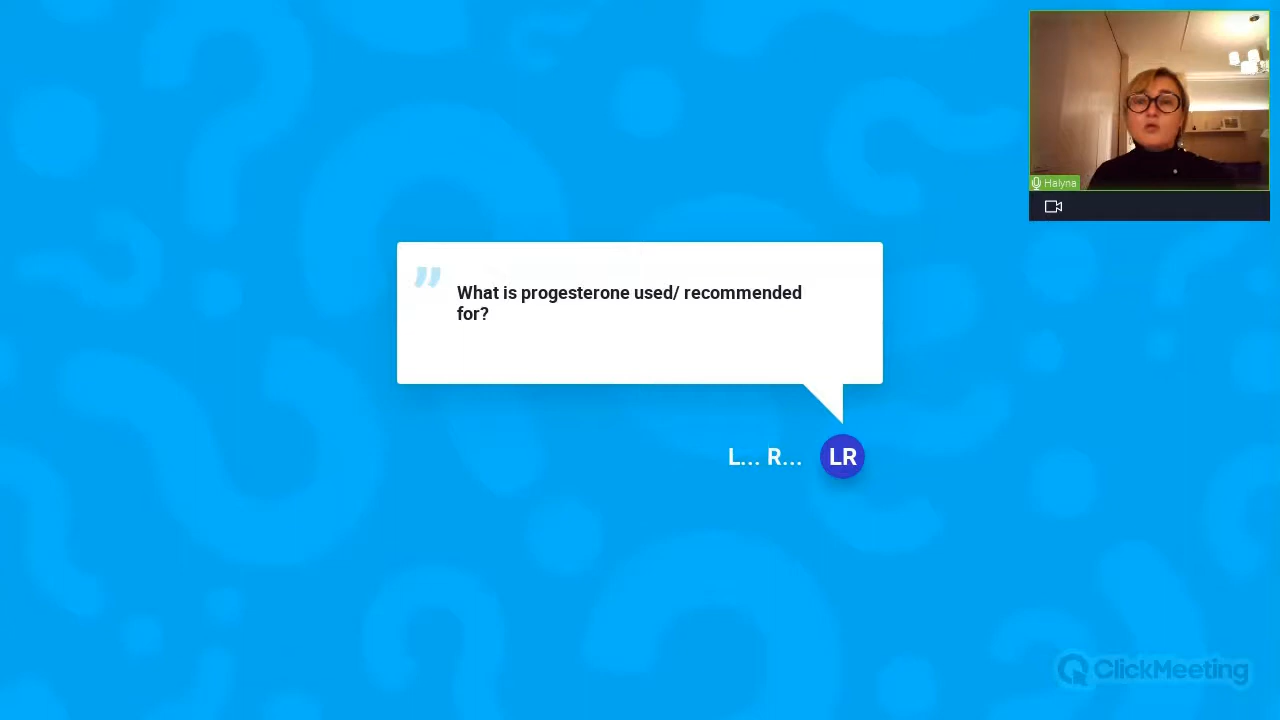 Halyna
"
What is progesterone used/ recommended
for?
L... R...
LR
ClickMeeting